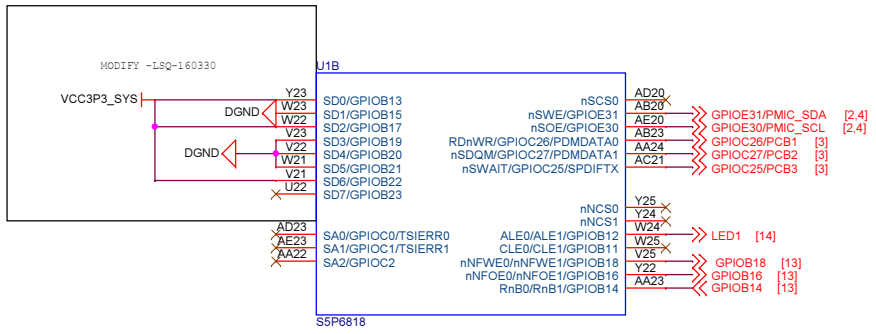 MODIFY -LSQ-160330
U1B
VCC3P3_SYS
DGND
DGND
Y23 SD0/GPIOB13
W23 SD1/GPIOB15
W22 SD2/GPIOB17
V23 SD3/GPIOB19
V22 SD4/GPIOB20
W21 SD5/GPIOB21
V21 SD6/GPIOB22
U22 SD7/GPIOB23
AD23 SA0/GPIOC0/TSIERR0
AE23 SA1/GPIOC1/TSIERR1
AA22 SA2/GPIOC2
nSCS0 AD20
nSWE/GPIOE31 AB20 GPIOE31/PMIC_SDA [2,4]
nSOE/GPIOE30 AE20 GPIOE30/PMIC_SCL [2,4]
RDnWR/GPIOC26/PDMDATA0 AB23 GPIOC26/PCB1 [3]
nSDQM/GPIOC27/PDMDATA1 AA24 GPIOC27/PCB2 [3]
nSWAIT/GPIOC25/SPDIFTX AC21 GPIOC25/PCB3 [3]
nNCS0 Y25
nNCS1 Y24
ALE0/ALE1/GPIOB12 W24 LED1 [14]
CLE0/CLE1/GPIOB11 W25
nNFWE0/nNFWE1/GPIOB18 V25 GPIOB18 [13]
nNFOE0/nNFOE1/GPIOB16 Y22 GPIOB16 [13]
RnB0/RnB1/GPIOB14 AA23 GPIOB14 [13]
S5P6818